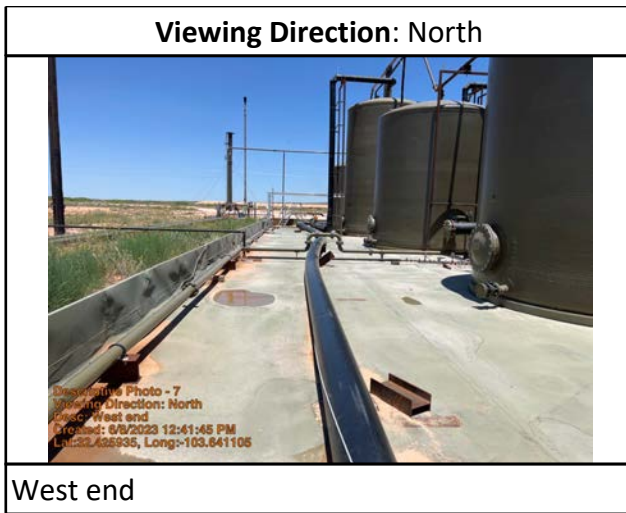 Viewing Direction: North
Descriptive Photo - 7
Viewing Direction: North
Desc: West end
Created: 6/8/2023 12:41:45 PM
Lat:32.425935, Long:-103.641105
West end